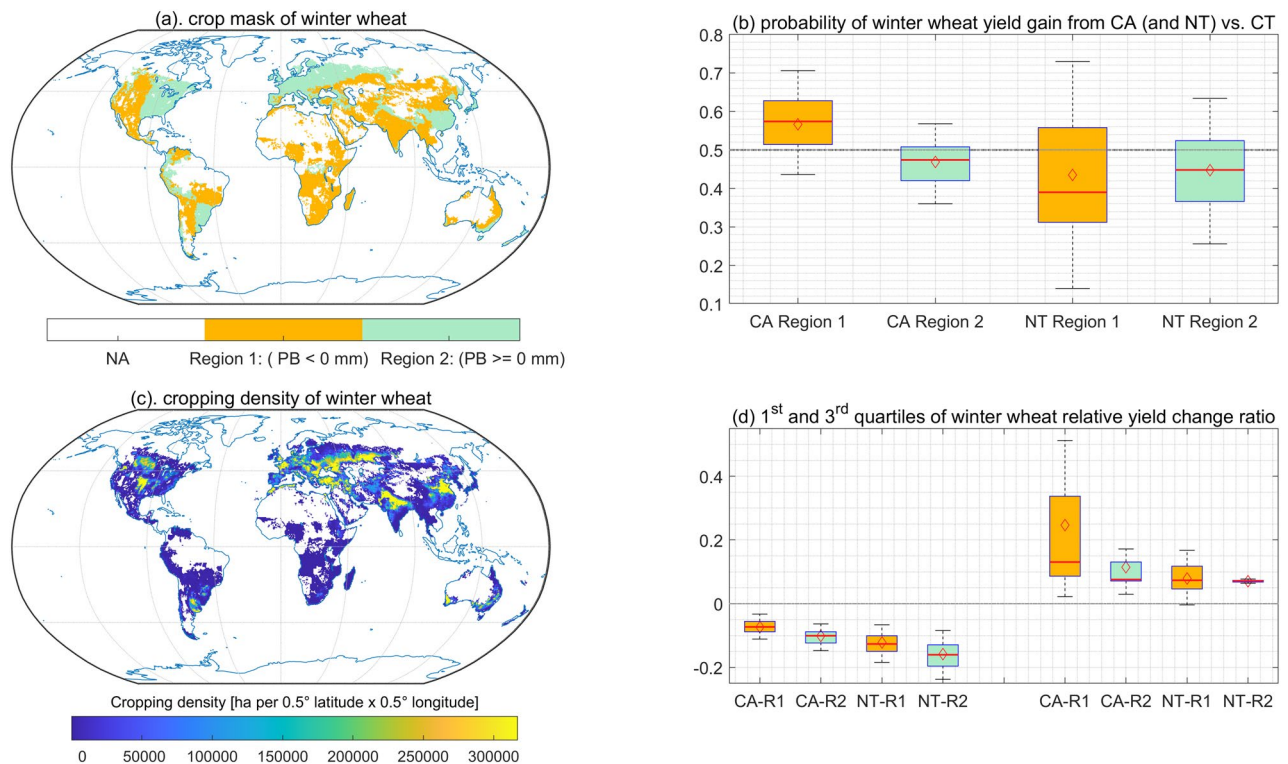 (a). crop mask of winter wheat
NA
Region 1: ( PB < 0 mm)
Region 2: (PB >= 0 mm)
(b) probability of winter wheat yield gain from CA (and NT) vs. CT
0.8
0.7
0.6
0.5
0.4
0.3
0.2
0.1
CA Region 1
CA Region 2
NT Region 1
NT Region 2
(c). cropping density of winter wheat
Cropping density [ha per 0.5° latitude x 0.5° longitude]
0
50000
100000
150000
200000
250000
300000
(d) 1st and 3rd quartiles of winter wheat relative yield change ratio
0.4
0.2
0
-0.2
CA-R1
CA-R2
NT-R1
NT-R2
CA-R1
CA-R2
NT-R1
NT-R2